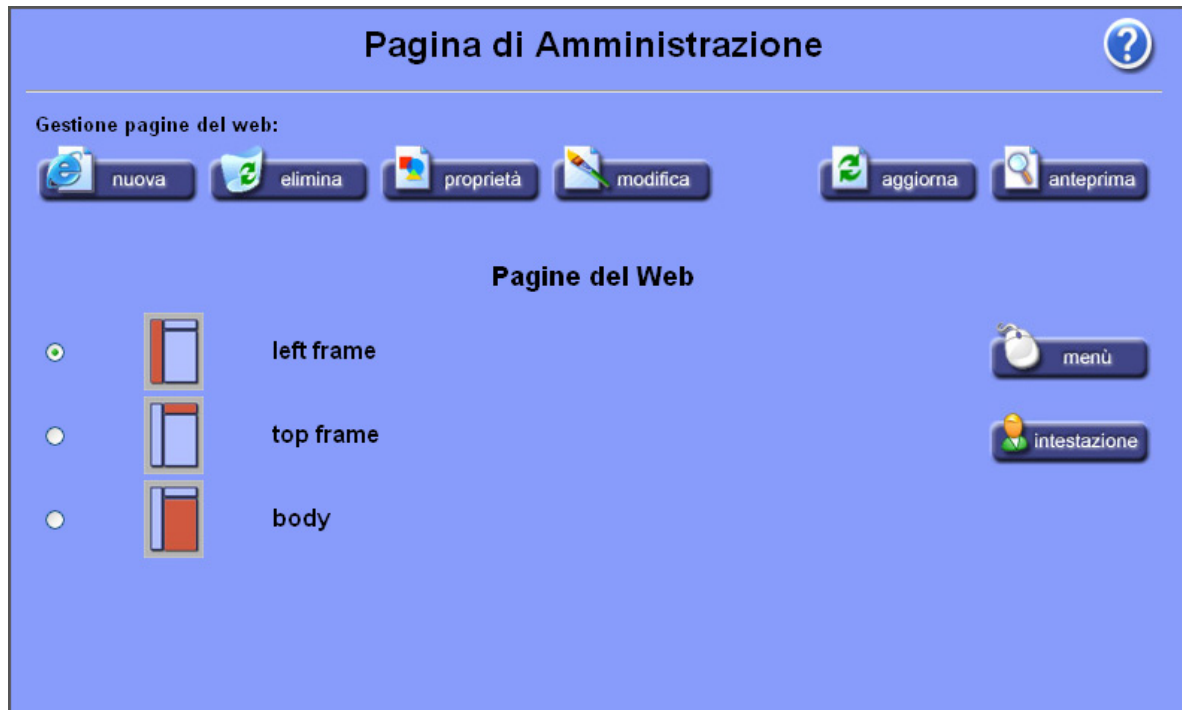 Pagina di Amministrazione
?
Gestione pagine del web:
nuova elimina proprietà modifica aggiorna anteprima
Pagine del Web
left frame menù
top frame intestazione
body